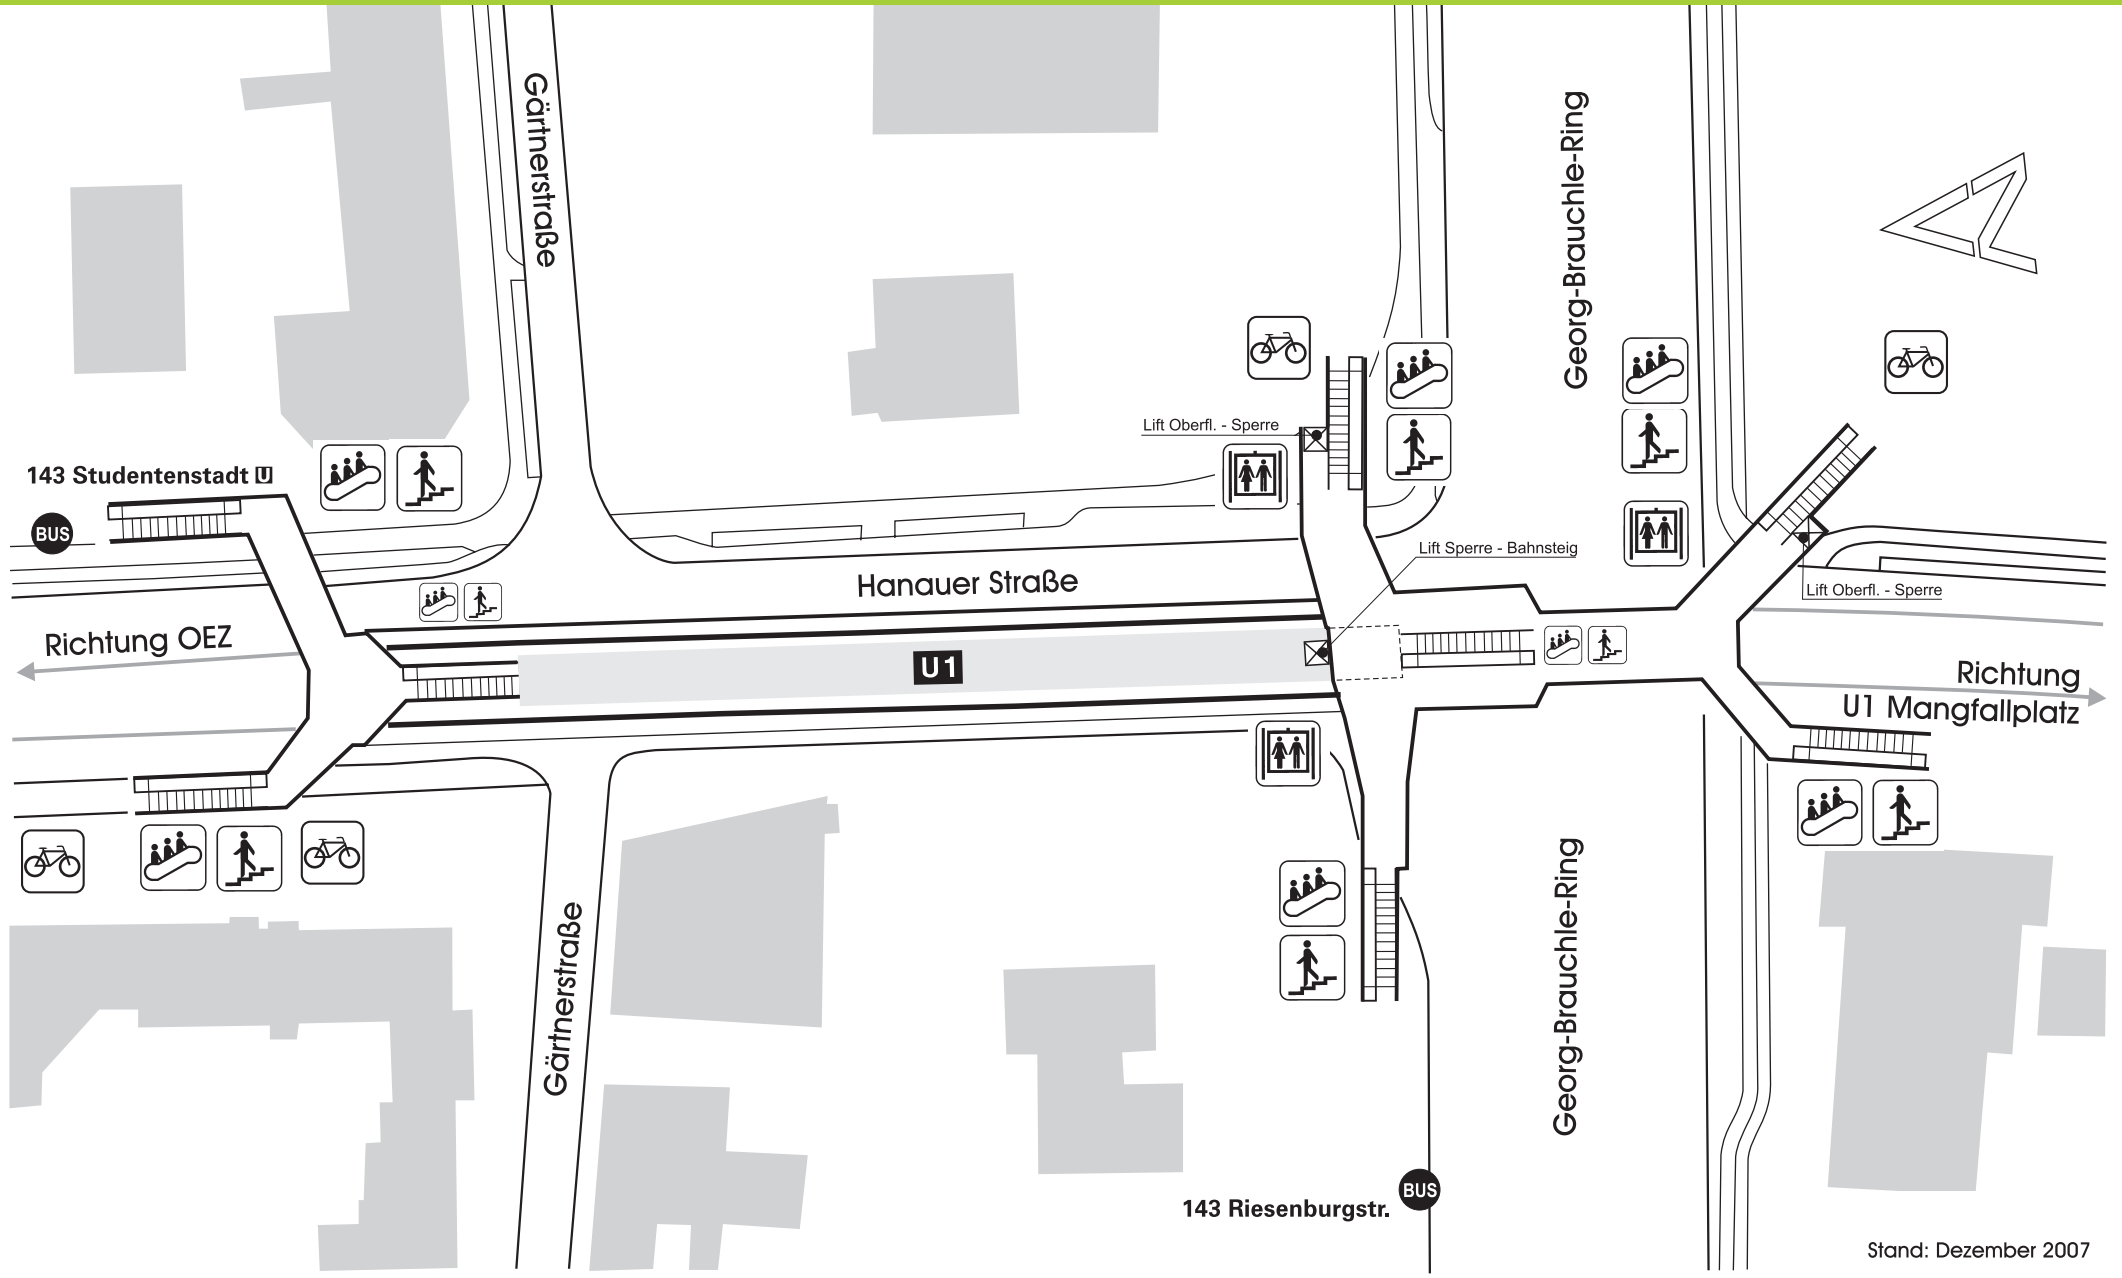 Gärtnerstraße
Georg-Brauchle-Ring
Lift Oberfl. - Sperre
143 Studentenstadt U
BUS
Lift Sperre - Bahnsteig
Hanauer Straße
Lift Oberfl. - Sperre
Richtung OEZ
U1
Richtung
U1 Mangfallplatz
Gärtnerstraße
Georg-Brauchle-Ring
143 Riesenburgstr.
BUS
Stand: Dezember 2007